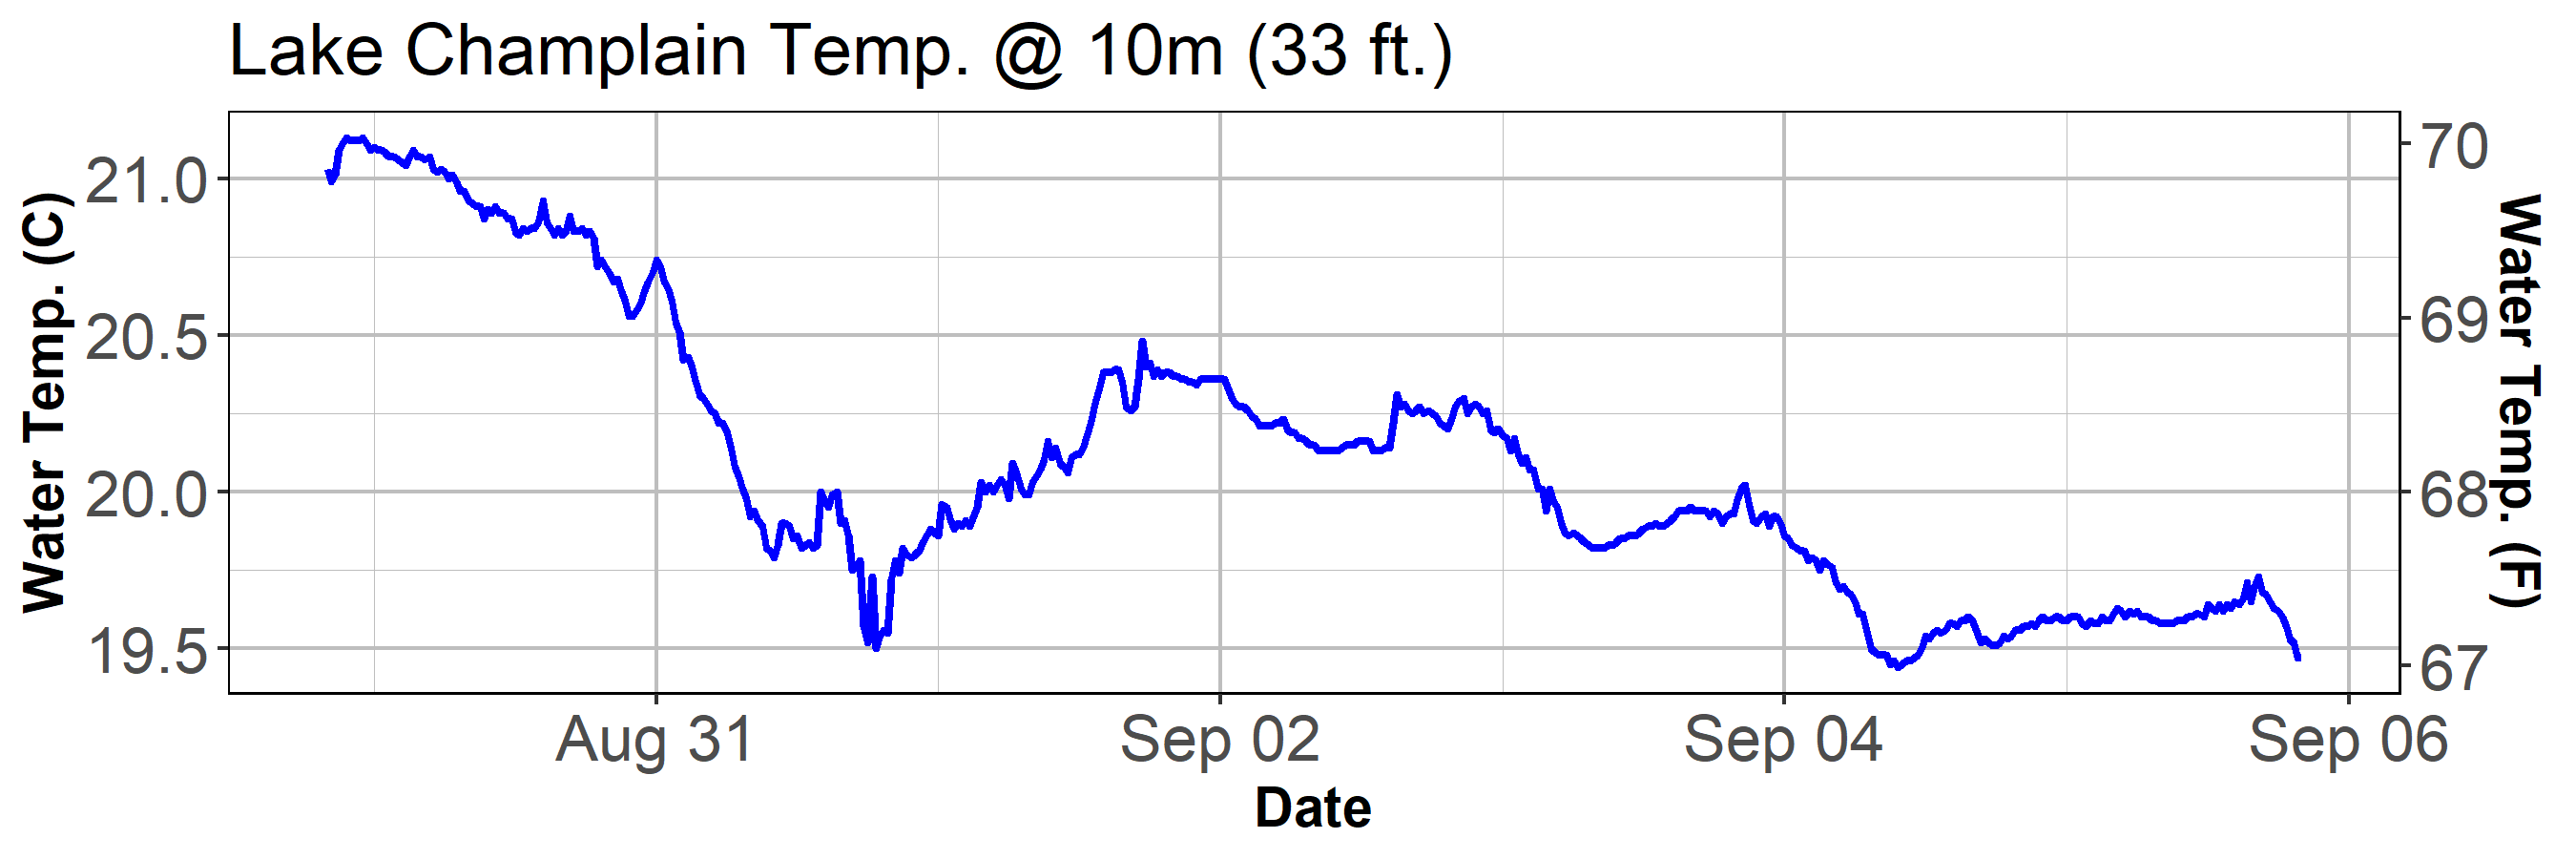 Lake Champlain Temp. @ 10m (33 ft.)
Water Temp. (C)
21.0
20.5
20.0
19.5
70
69
68
67
Water Temp. (F)
Aug 31 Sep 02 Sep 04 Sep 06
Date